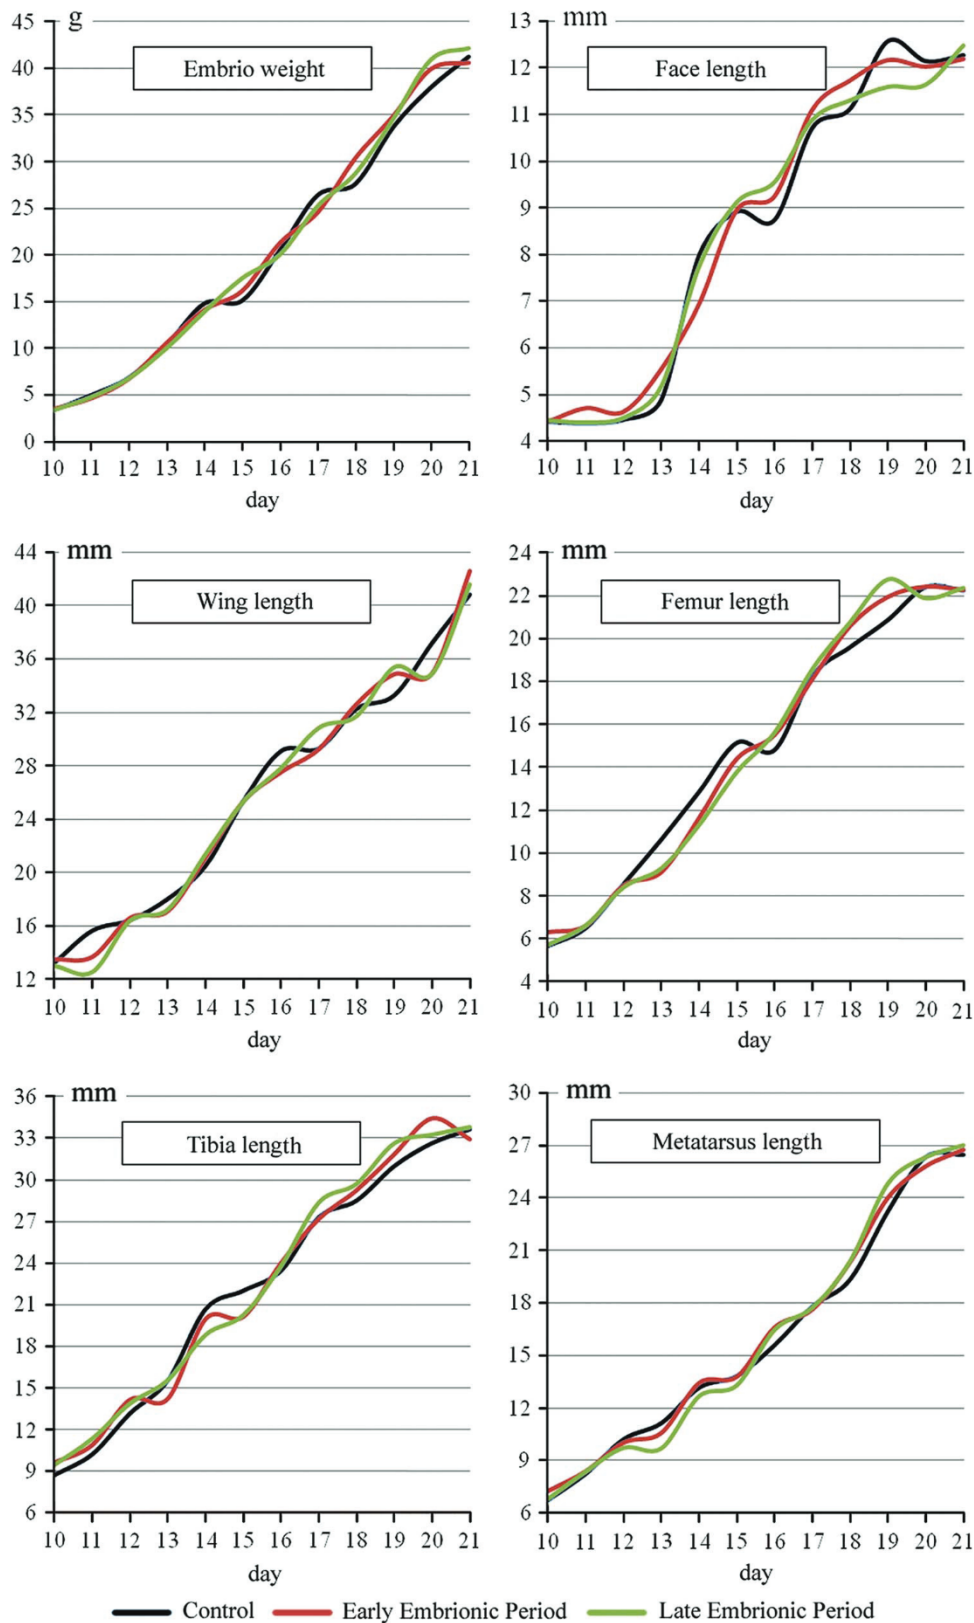 g
Embrio weight
45
40
35
30
25
20
15
10
5
0
10 11 12 13 14 15 16 17 18 19 20 21
day
mm
Face length
13
12
11
10
9
8
7
6
5
4
10 11 12 13 14 15 16 17 18 19 20 21
day
mm
Wing length
44
40
36
32
28
24
20
16
12
10 11 12 13 14 15 16 17 18 19 20 21
day
mm
Femur length
24
22
20
18
16
14
12
10
8
6
4
10 11 12 13 14 15 16 17 18 19 20 21
day
mm
Tibia length
36
33
30
27
24
21
18
15
12
9
6
10 11 12 13 14 15 16 17 18 19 20 21
day
mm
Metatarsus length
30
27
24
21
18
15
12
9
6
10 11 12 13 14 15 16 17 18 19 20 21
day
Control Early Embrionic Period Late Embrionic Period